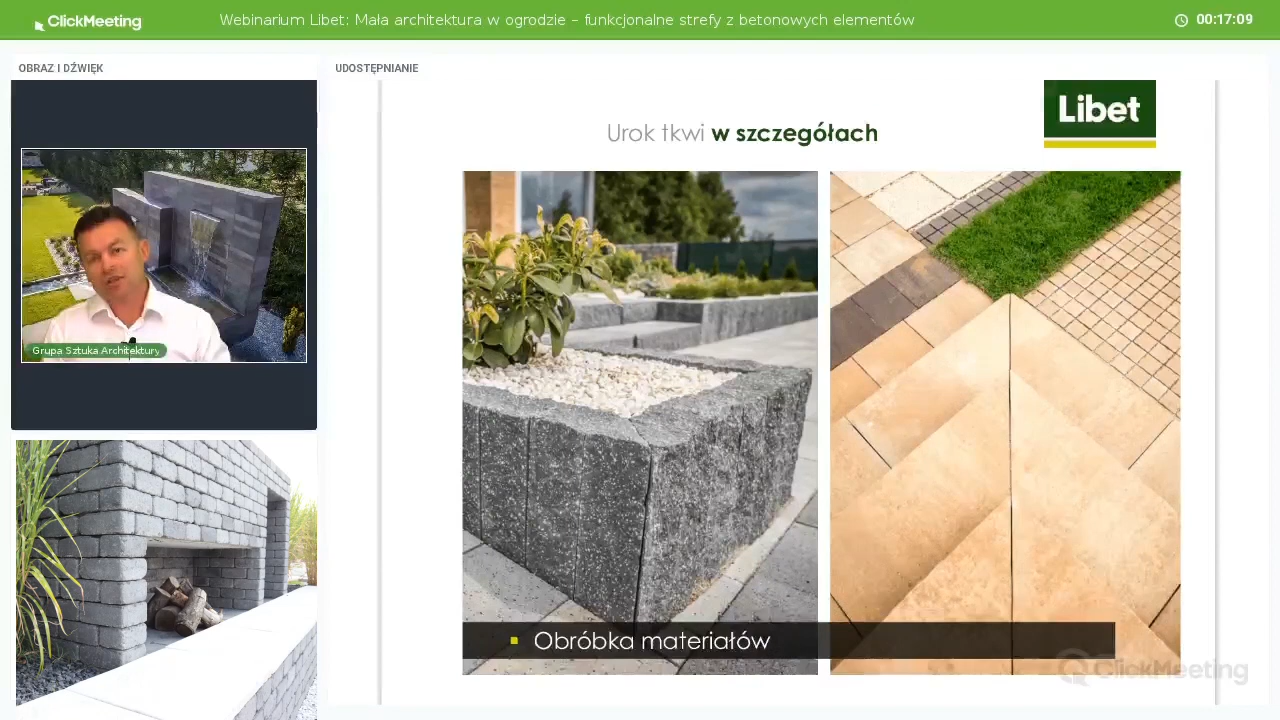 ClickMeeting
Webinarium Libet: Mała architektura w ogrodzie – funkcjonalne strefy z betonowych elementów
00:17:09
OBRAZ I DŹWIĘK
UDOSTĘPNIANIE
Libet
Urok tkwi w szczegółach
Grupa Sztuka Architektury
Obróbka materiałów
ClickMeeting